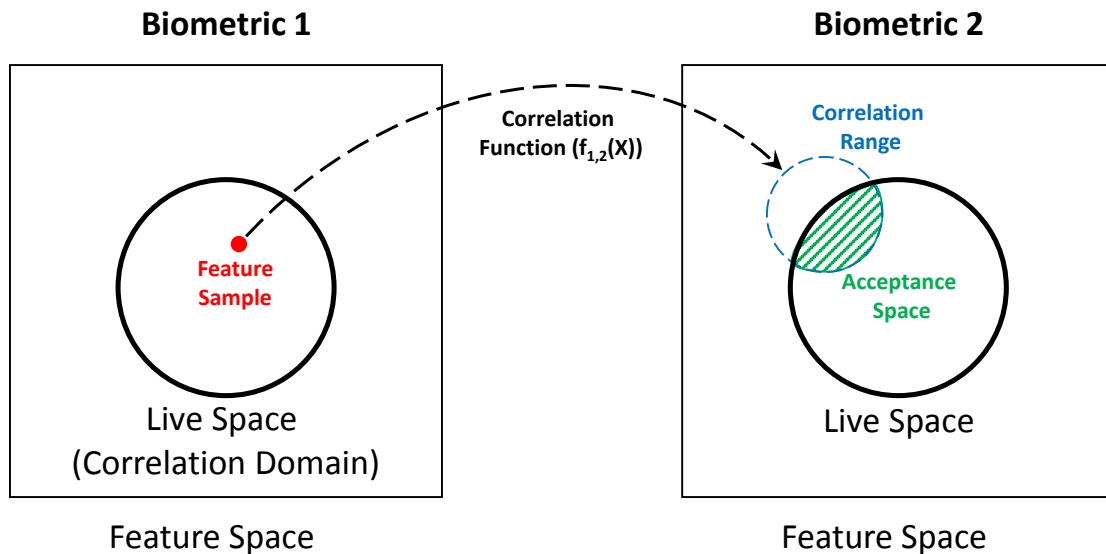 Biometric 1
Biometric 2
Correlation
Function (f1,2(X))
Correlation
Range
Feature
Sample
Acceptance
Space
Live Space
(Correlation Domain)
Live Space
Feature Space
Feature Space